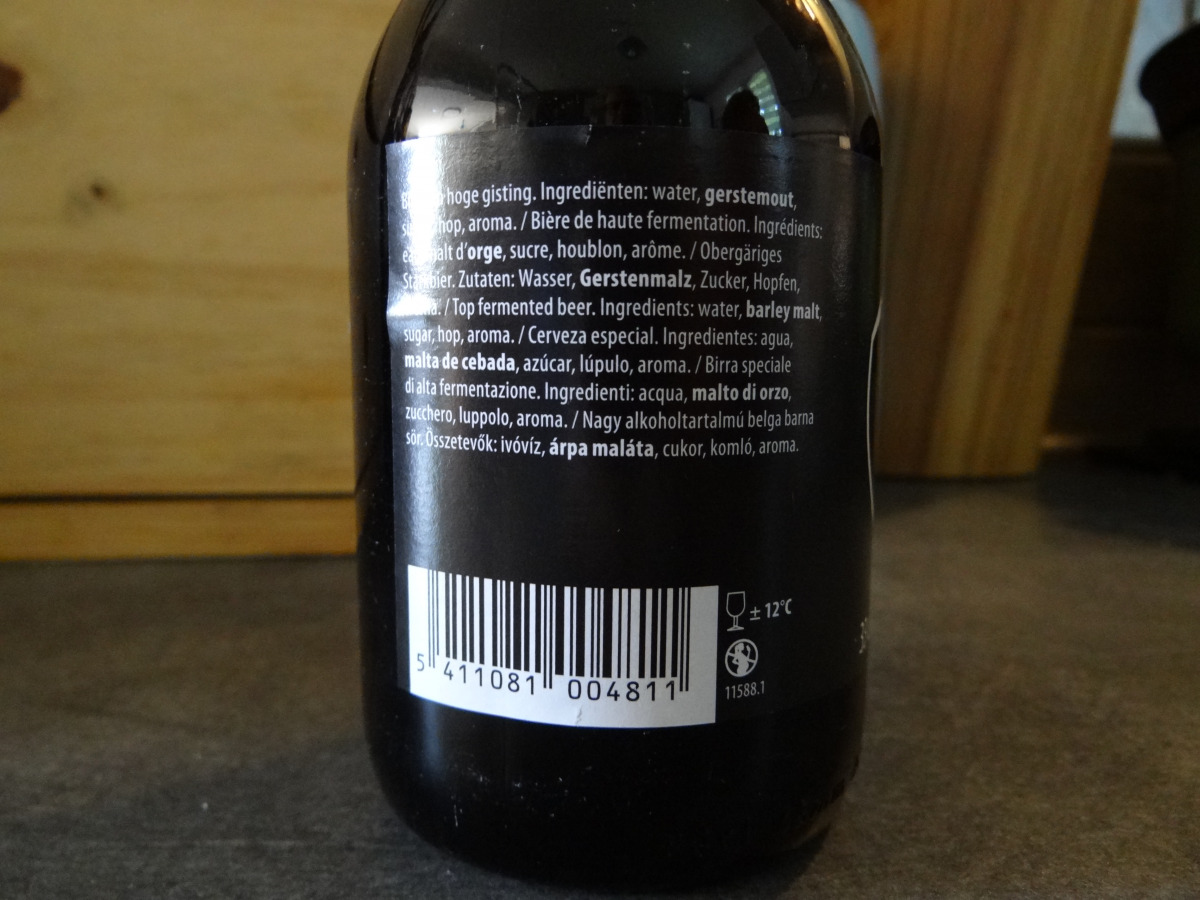 hoge gisting. Ingrediënten: water, gerstemout,
hop, aroma. / Bière de haute fermentation. Ingrédients:
d'orge, sucre, houblon, arôme. / Obergäriges
Zutaten: Wasser, Gerstenmalz, Zucker, Hopfen,
/ Top fermented beer. Ingredients: water, barley malt,
sugar, hop, aroma. / Cerveza especial. Ingredientes: agua,
malta de cebada, azúcar, lúpulo, aroma. / Birra speciale
di alta fermentazione. Ingredienti: acqua, malto di orzo,
zucchero, luppolo, aroma. / Nagy alkoholtartalmú belga barna
sör. Összetevők: ivóvíz, árpa maláta, cukor, komló, aroma.
± 12°C
11588.1
5 411081 004811